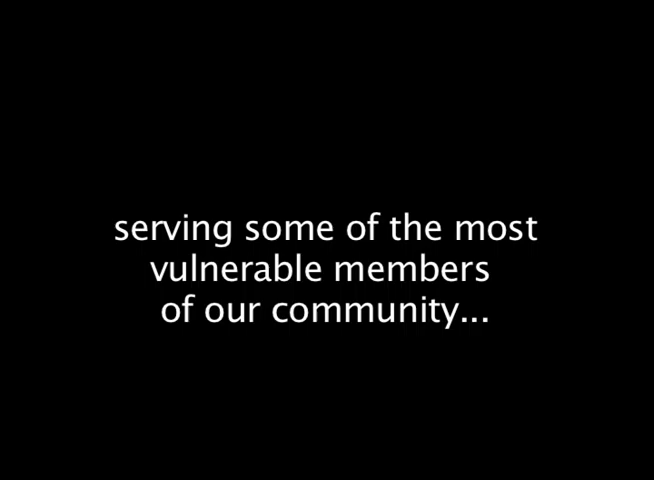 serving some of the most
vulnerable members
of our community...